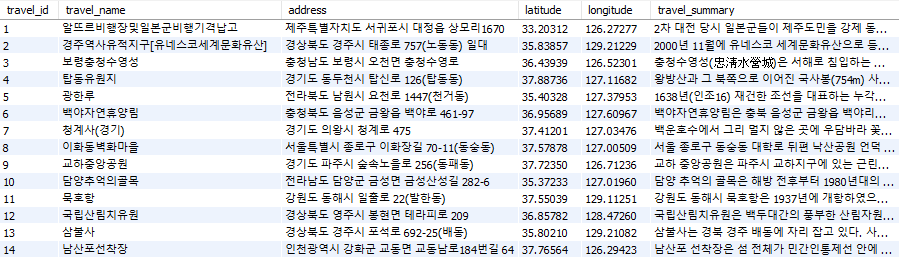 travel_id travel_name address latitude longitude travel_summary
1 알뜨르비행장및일본군비행기격납고 제주특별자치도 서귀포시 대정읍 상모리1670 33.20312 126.27277 2차 대전 당시 일본군들이 제주도민을 강제 동...
2 경주역사유적지구[유네스코세계문화유산] 경상북도 경주시 태종로 757(노동동) 일대 35.83857 129.21229 2000년 11월에 유네스코 세계문화유산으로 등...
3 보령충청수영성 충청남도 보령시 오천면 충청수영로 36.43939 126.52301 충청수영성(忠淸水營城)은 서해로 침입하는 ...
4 탑동유원지 경기도 동두천시 탑신로 126(탑동동) 37.88736 127.11682 왕방산과 그 북쪽으로 이어진 국사봉(754m) 사...
5 광한루 전라북도 남원시 요천로 1447(천거동) 35.40328 127.37953 1638년(인조16) 재건한 조선을 대표하는 누각...
6 백야자연휴양림 충청북도 음성군 금왕읍 백야로 461-97 36.95689 127.60967 백야자연휴양림은 충북 음성군 금왕읍 백야리...
7 청계사(경기) 경기도 의왕시 청계로 475 37.41201 127.03476 백운호수에서 그리 멀지 않은 곳에 우담바라 꽃...
8 이화동벽화마을 서울특별시 종로구 이화장길 70-11(동숭동) 37.57878 127.00509 서울 종로구 동숭동 대학로 뒤편 낙산공원 언덕 ...
9 교하중앙공원 경기도 파주시 숲속노을로 256(동패동) 37.72350 126.71236 교하 중앙공원은 파주시 교하지구에 있는 근린...
10 담양추억의골목 전라남도 담양군 금성면 금성산성길 282-6 35.37233 127.01960 담양 추억의 골목은 해방 전후부터 1980년대의 ...
11 묵호항 강원도 동해시 일출로 22(발한동) 37.55039 129.11251 강원도 동해시 묵호항은 1937년에 개항하였으...
12 국립산림치유원 경상북도 영주시 봉현면 테라피로 209 36.85782 128.47260 국립산림치유원은 백두대간의 풍부한 산림자원...
13 삼불사 경상북도 경주시 포석로 692-25(배동) 35.80210 129.21082 삼불사는 경북 경주 배동에 자리 잡고 있다. 사...
14 남산포선착장 인천광역시 강화군 교동면 교동남로184번길 64 37.76564 126.29423 남산포 선착장은 섬 전체가 민간인통제선 안에 ...